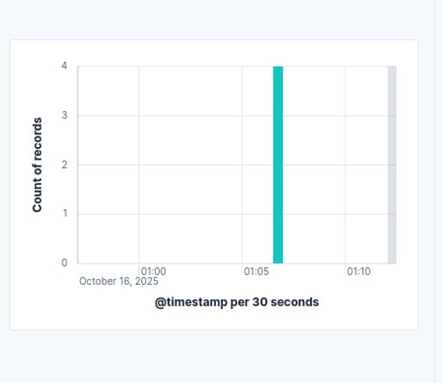 Count of records
4
3
2
1
0
01:00
01:05
01:10
October 16, 2025
@timestamp per 30 seconds